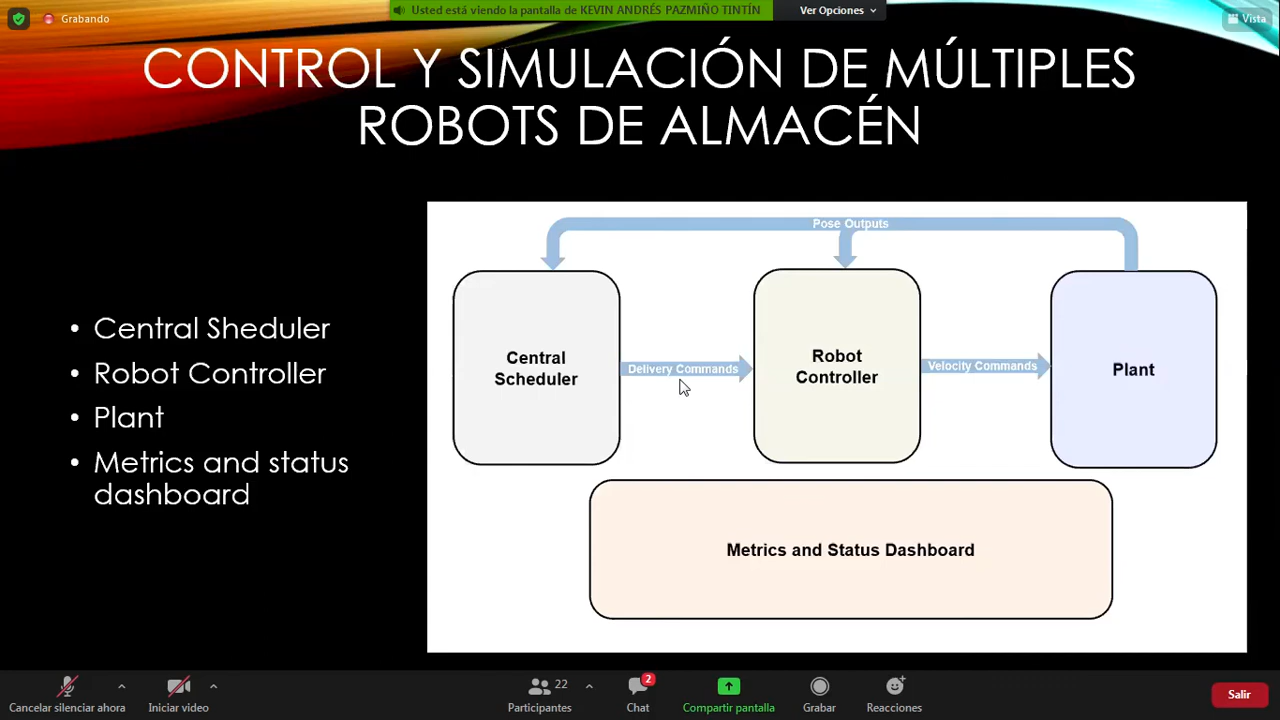 Grabando
Usted está viendo la pantalla de KEVIN ANDRÉS PAZMIÑO TINTÍN
Ver Opciones
Vista
CONTROL Y SIMULACIÓN DE MÚLTIPLES
ROBOTS DE ALMACÉN
• Central Sheduler
• Robot Controller
• Plant
• Metrics and status
dashboard
Pose Outputs
Central
Scheduler
Delivery Commands
Robot
Controller
Velocity Commands
Plant
Metrics and Status Dashboard
Cancelar silenciar ahora
Iniciar video
22
Participantes
2
Chat
Compartir pantalla
Grabar
Reacciones
Salir